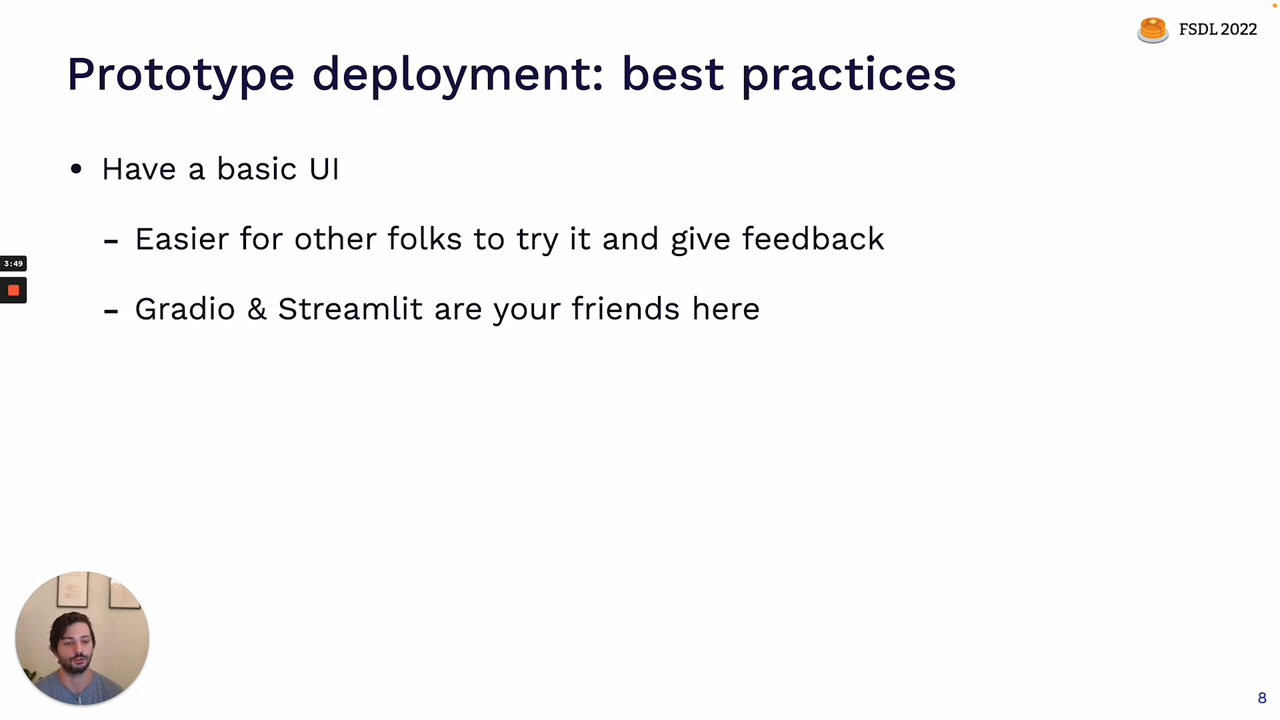 FSDL 2022
Prototype deployment: best practices
• Have a basic UI
– Easier for other folks to try it and give feedback
– Gradio & Streamlit are your friends here
3:49
8